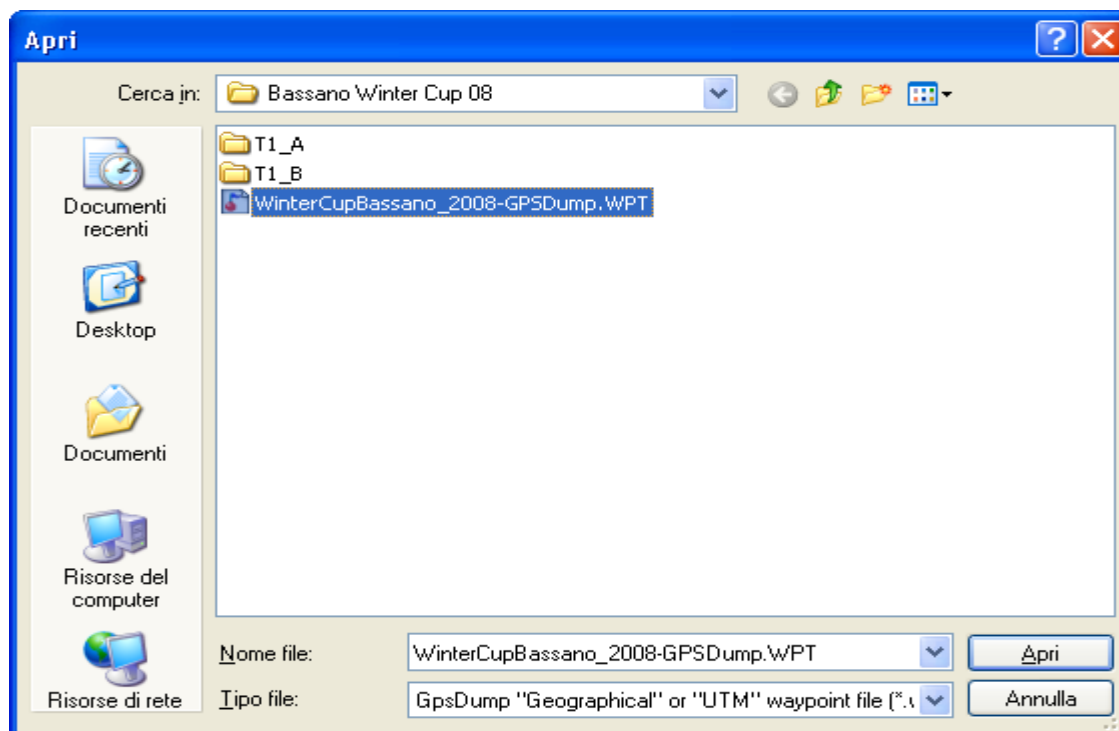 Apri
Cerca in: Bassano Winter Cup 08
T1_A
T1_B
WinterCupBassano_2008-GPSDump.WPT
Documenti
recenti
Desktop
Documenti
Risorse del
computer
Risorse di rete
Nome file: WinterCupBassano_2008-GPSDump.WPT Apri
Tipo file: GpsDump "Geographical" or "UTM" waypoint file (*. Annulla